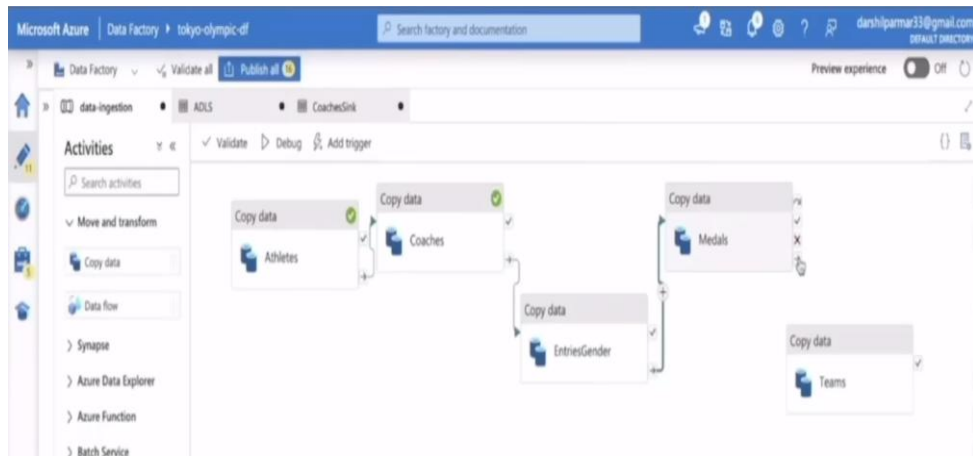 Microsoft Azure | Data Factory ▸ tokyo-olympic-df
Search factory and documentation
darshilparmar33@gmail.com
DEFAULT DIRECTORY
Data Factory
Validate all
Publish all
Preview experience
Off
data-ingestion
ADLS
CoachesSink
Activities
Validate
Debug
Add trigger
Search activities
Move and transform
Copy data
Data flow
Synapse
Azure Data Explorer
Azure Function
Batch Service
Copy data
Athletes
Copy data
Coaches
Copy data
EntriesGender
Copy data
Medals
Copy data
Teams
11
5